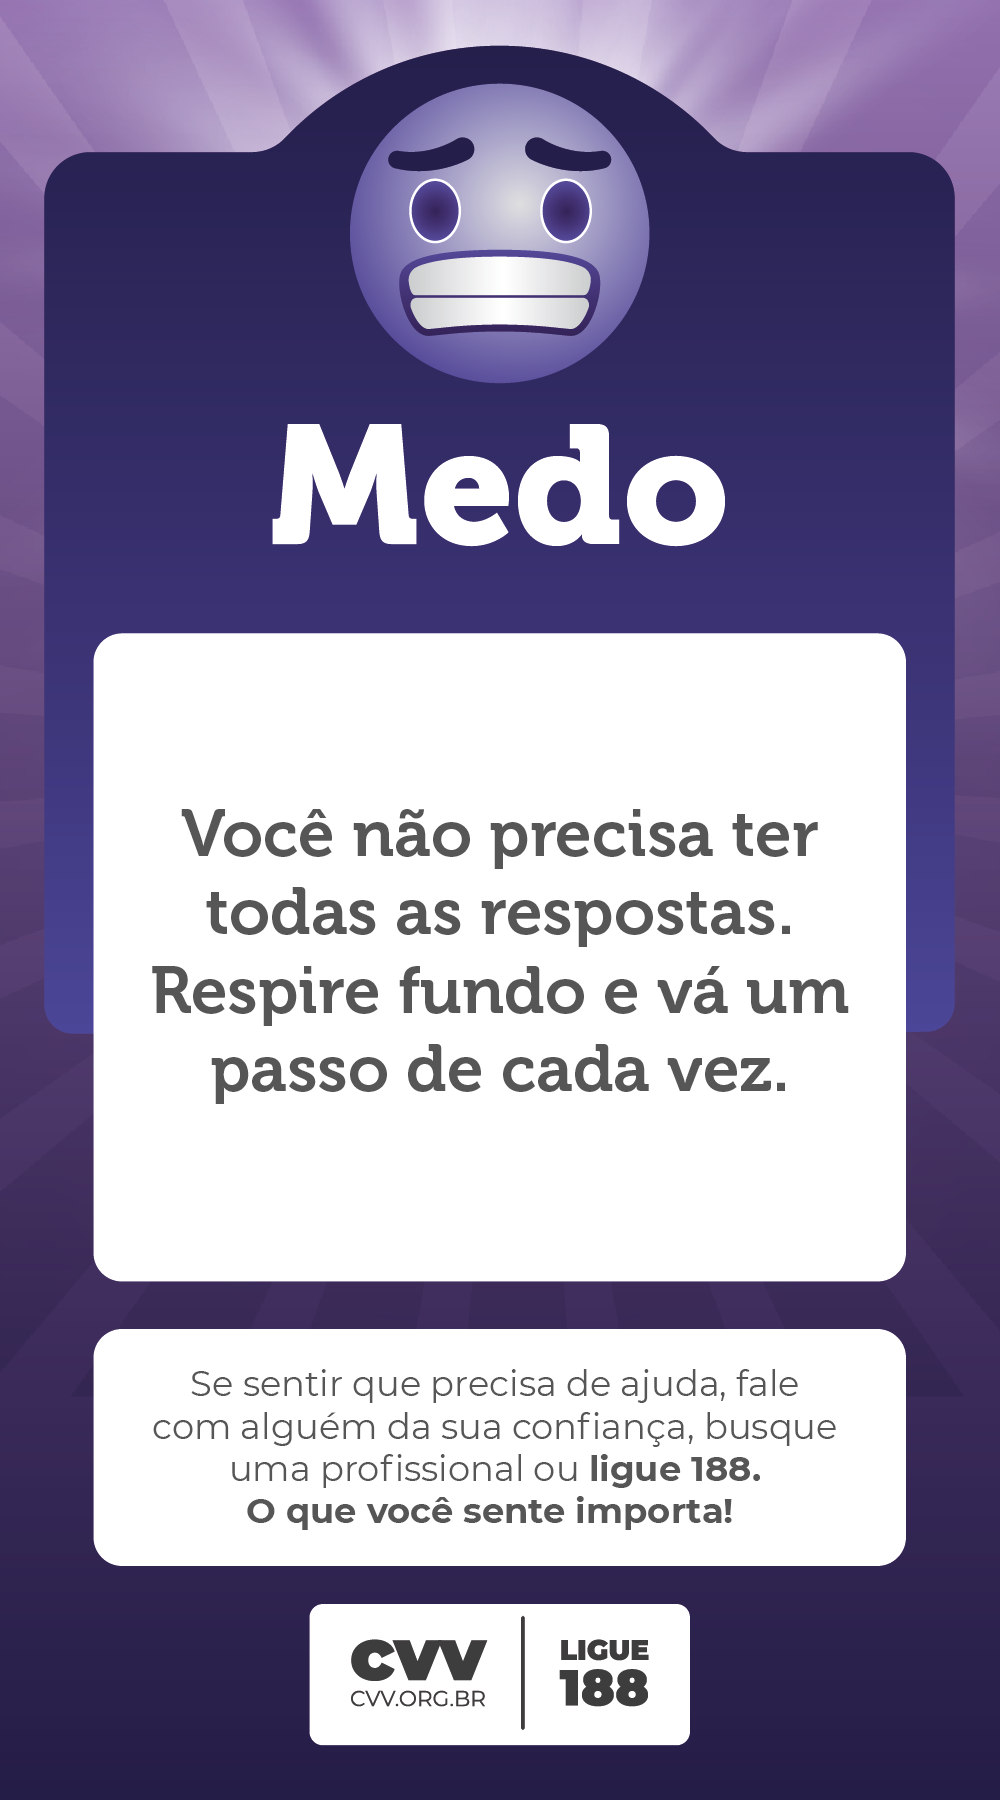 Medo
Você não precisa ter
todas as respostas.
Respire fundo e vá um
passo de cada vez.
Se sentir que precisa de ajuda, fale
com alguém da sua confiança, busque
uma profissional ou ligue 188.
O que você sente importa!
CVV
CVV.ORG.BR
LIGUE
188